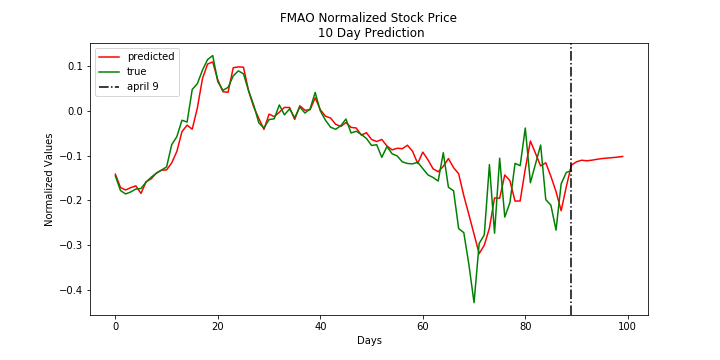 FMAO Normalized Stock Price
10 Day Prediction
predicted
true
april 9
Normalized Values
0.1
0.0
−0.1
−0.2
−0.3
−0.4
0 20 40 60 80 100
Days